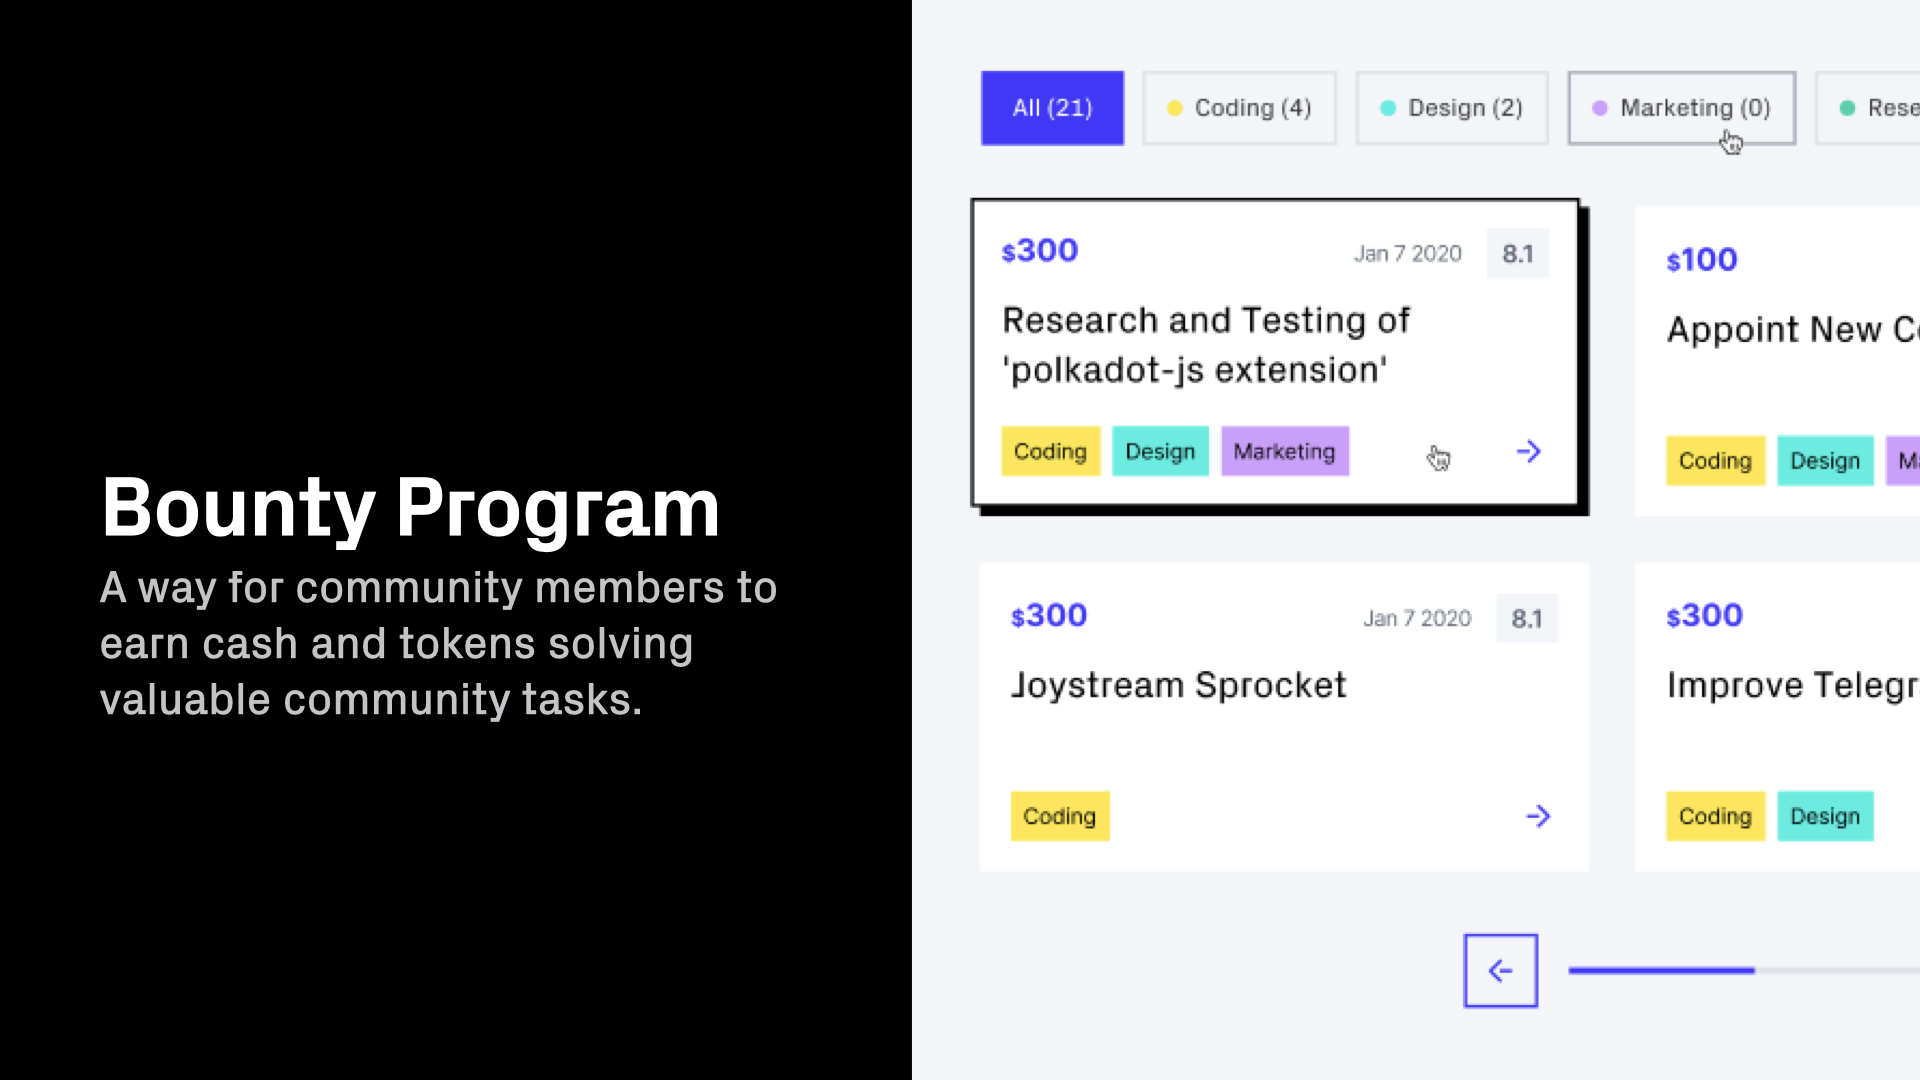 Bounty Program
A way for community members to
earn cash and tokens solving
valuable community tasks.
All (21)
Coding (4)
Design (2)
Marketing (0)
$300
Jan 7 2020
8.1
Research and Testing of
'polkadot-js extension'
Coding
Design
Marketing
$100
Appoint New
Coding
Design
$300
Jan 7 2020
8.1
Joystream Sprocket
Coding
$300
Improve
Coding
Design